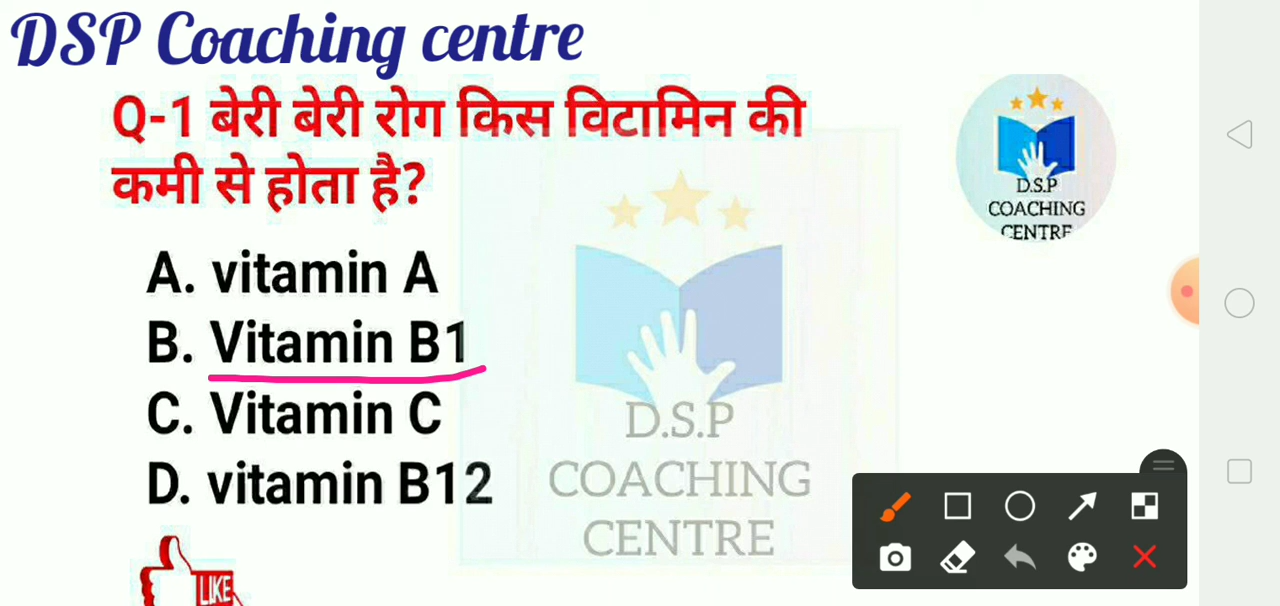 DSP Coaching centre
Q-1 बेरी बेरी रोग किस विटामिन की
कमी से होता है?
A. vitamin A
B. Vitamin B1
C. Vitamin C
D. vitamin B12
LIKE
D.S.P
COACHING
CENTRE
D.S.P
COACHING
CENTRE